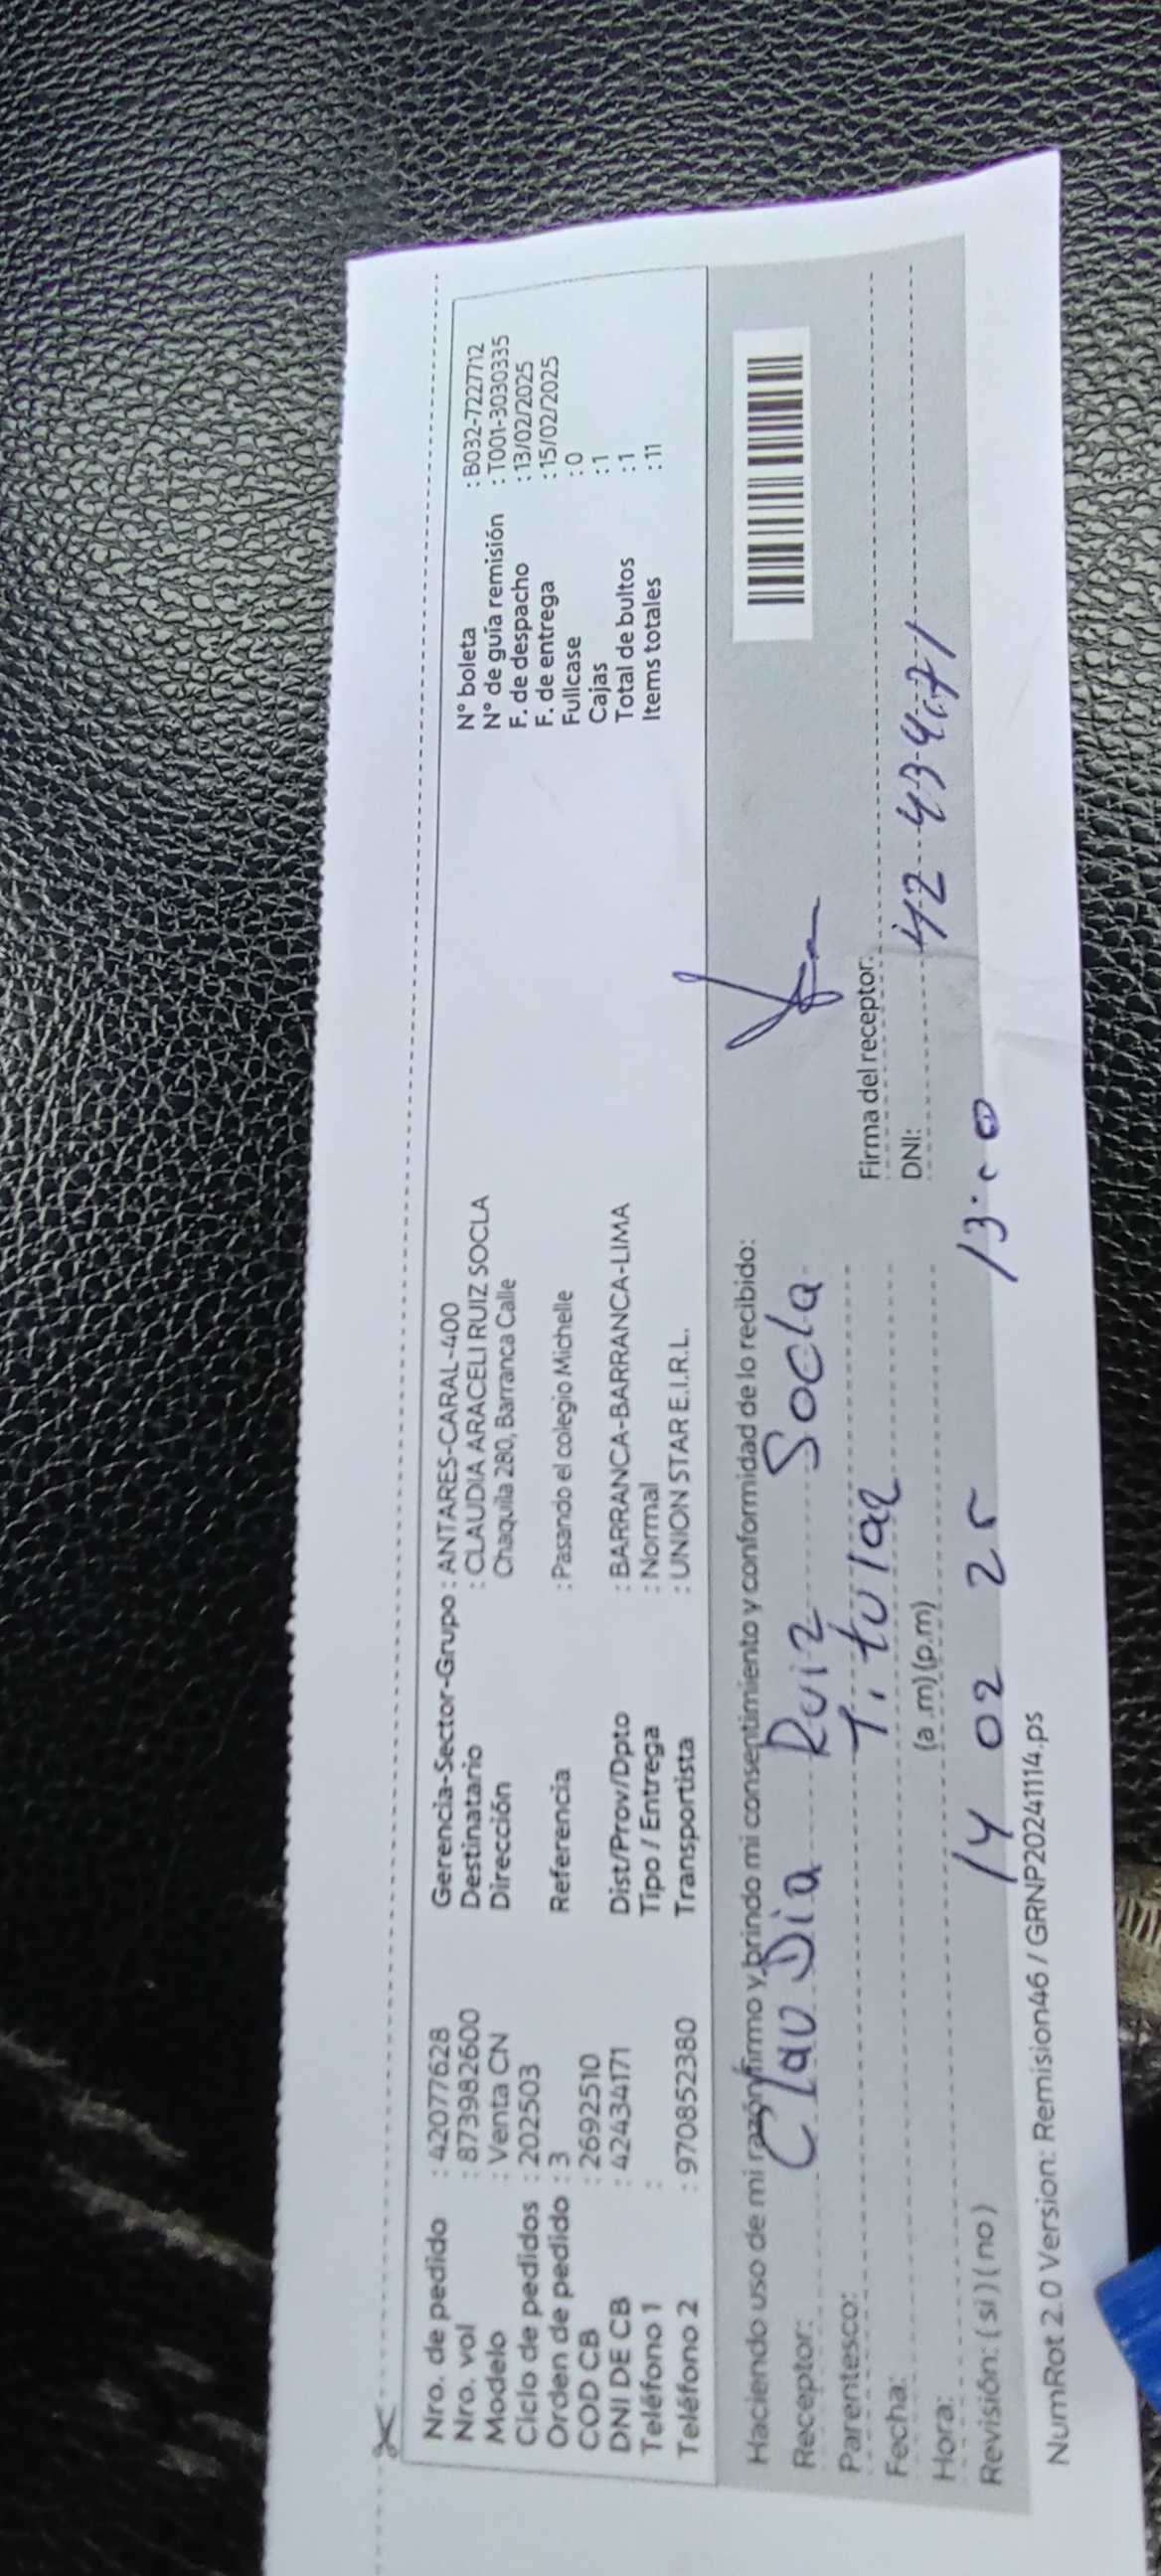 Nro. de pedido : 42077628
Nro. val : 873982600
Modelo : Venta CN
Ciclo de pedidos : 202503
Orden de pedido : 3
COD CB : 2692510
DNI DE CB : 42434171
Teléfono 1 :
Teléfono 2 : 970852380
Gerencia-Sector-Grupo : ANTARES-CARAL-400
Destinatario : CLAUDIA ARACELI RUIZ SOCLA
Dirección Chaquila 280, Barranca Calle
Referencia : Pasando el colegio Michelle
Dist/Prov/Dpto : BARRANCA-BARRANCA-LIMA
Tipo / Entrega : Normal
Transportista : UNION STAR E.I.R.L.
N° boleta : B032-7227712
N° de guía remisión : T001-3030335
F. de despacho : 13/02/2025
F. de entrega : 15/02/2025
Fullcase : 0
Cajas : 1
Total de bultos : 1
Items totales : 11
Haciendo uso de mi razón firmo y brindo mi consentimiento y conformidad de lo recibido:
Receptor: Claudia Ruiz Socla
Parentesco: Titular
Firma del receptor:
Fecha:
DNI: 42434171
Hora: (a .m) (p.m)
14 02 25 13:00
Revisión: ( si ) ( no )
NumRot 2.0 Version: Remision46 / GRNP20241114.ps